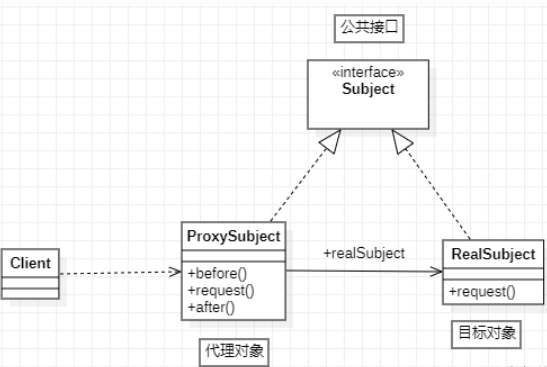 公共接口
«interface»
Subject
ProxySubject
+before()
+request()
+after()
Client
+realSubject
RealSubject
+request()
代理对象
目标对象